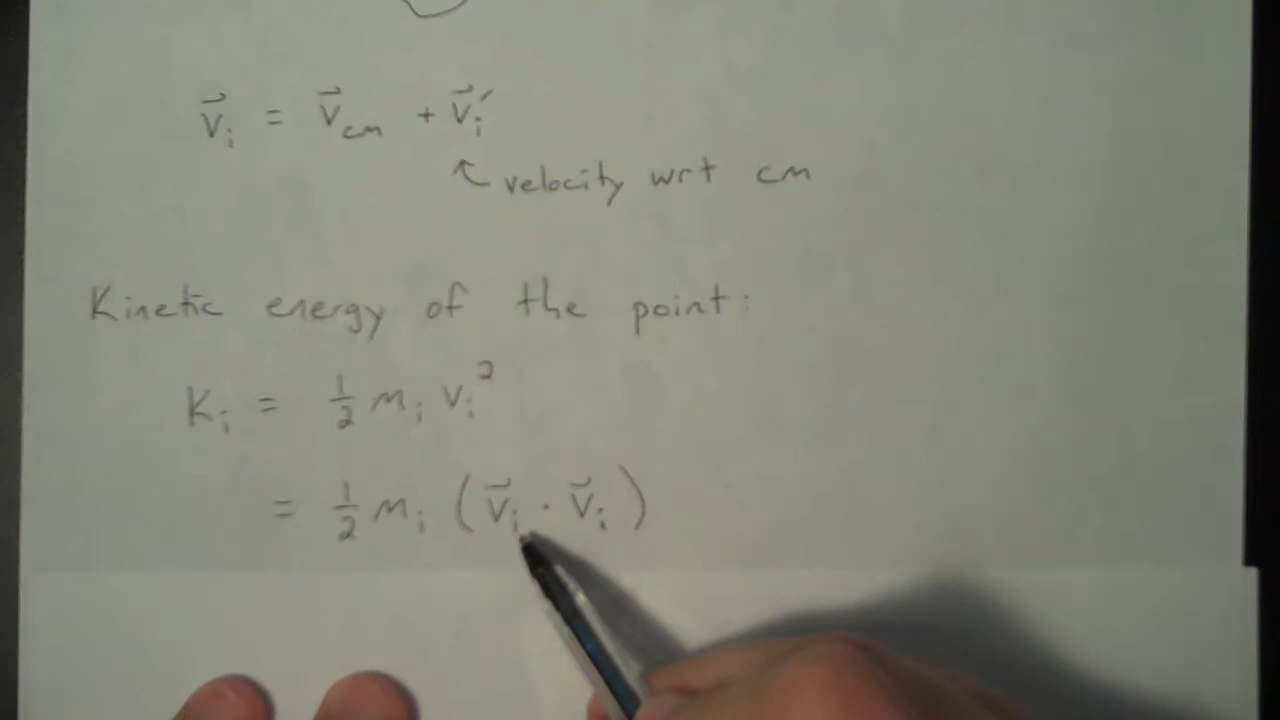 v⃗ᵢ = v⃗cm + v⃗ᵢ′
↖ velocity wrt cm
Kinetic energy of the point:
Kᵢ = ½ mᵢ vᵢ²
= ½ mᵢ (v⃗ᵢ · v⃗ᵢ)